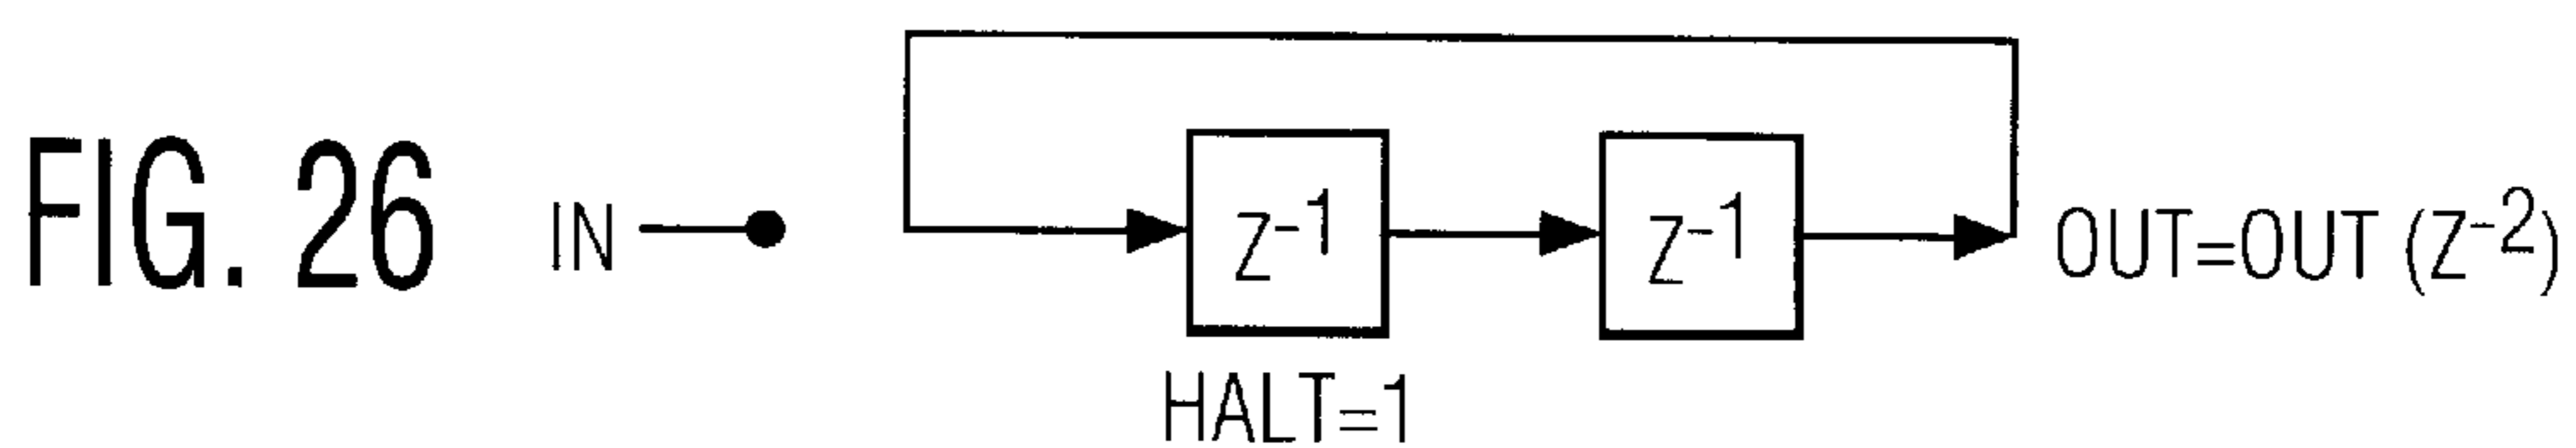 FIG. 26
IN
Z⁻¹
Z⁻¹
OUT=OUT (Z⁻²)
HALT=1